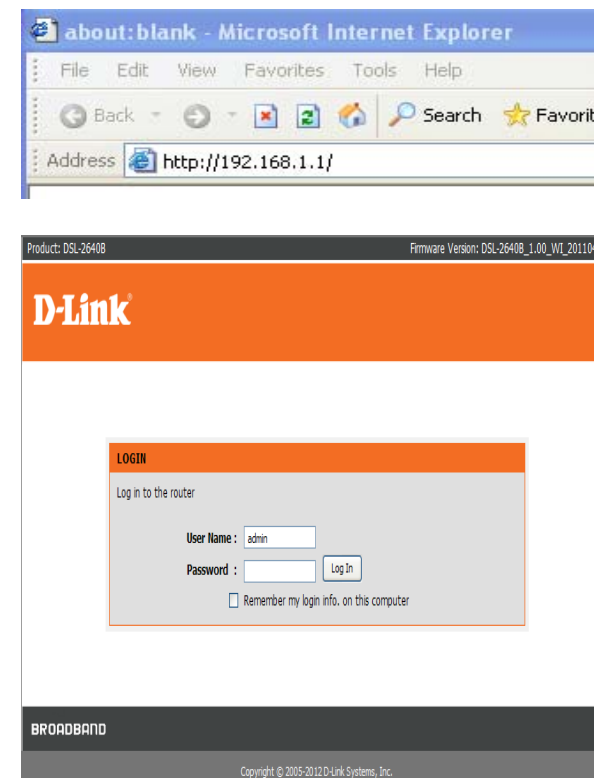 about:blank - Microsoft Internet Explorer
File Edit View Favorites Tools Help
Back Search Favorit
Address http://192.168.1.1/
Product: DSL-2640B Firmware Version: DSL-2640B_1.00_WI_20110
D-Link
LOGIN
Log in to the router
User Name : admin
Password : Log In
Remember my login info. on this computer
BROADBAND
Copyright © 2005-2012 D-Link Systems, Inc.